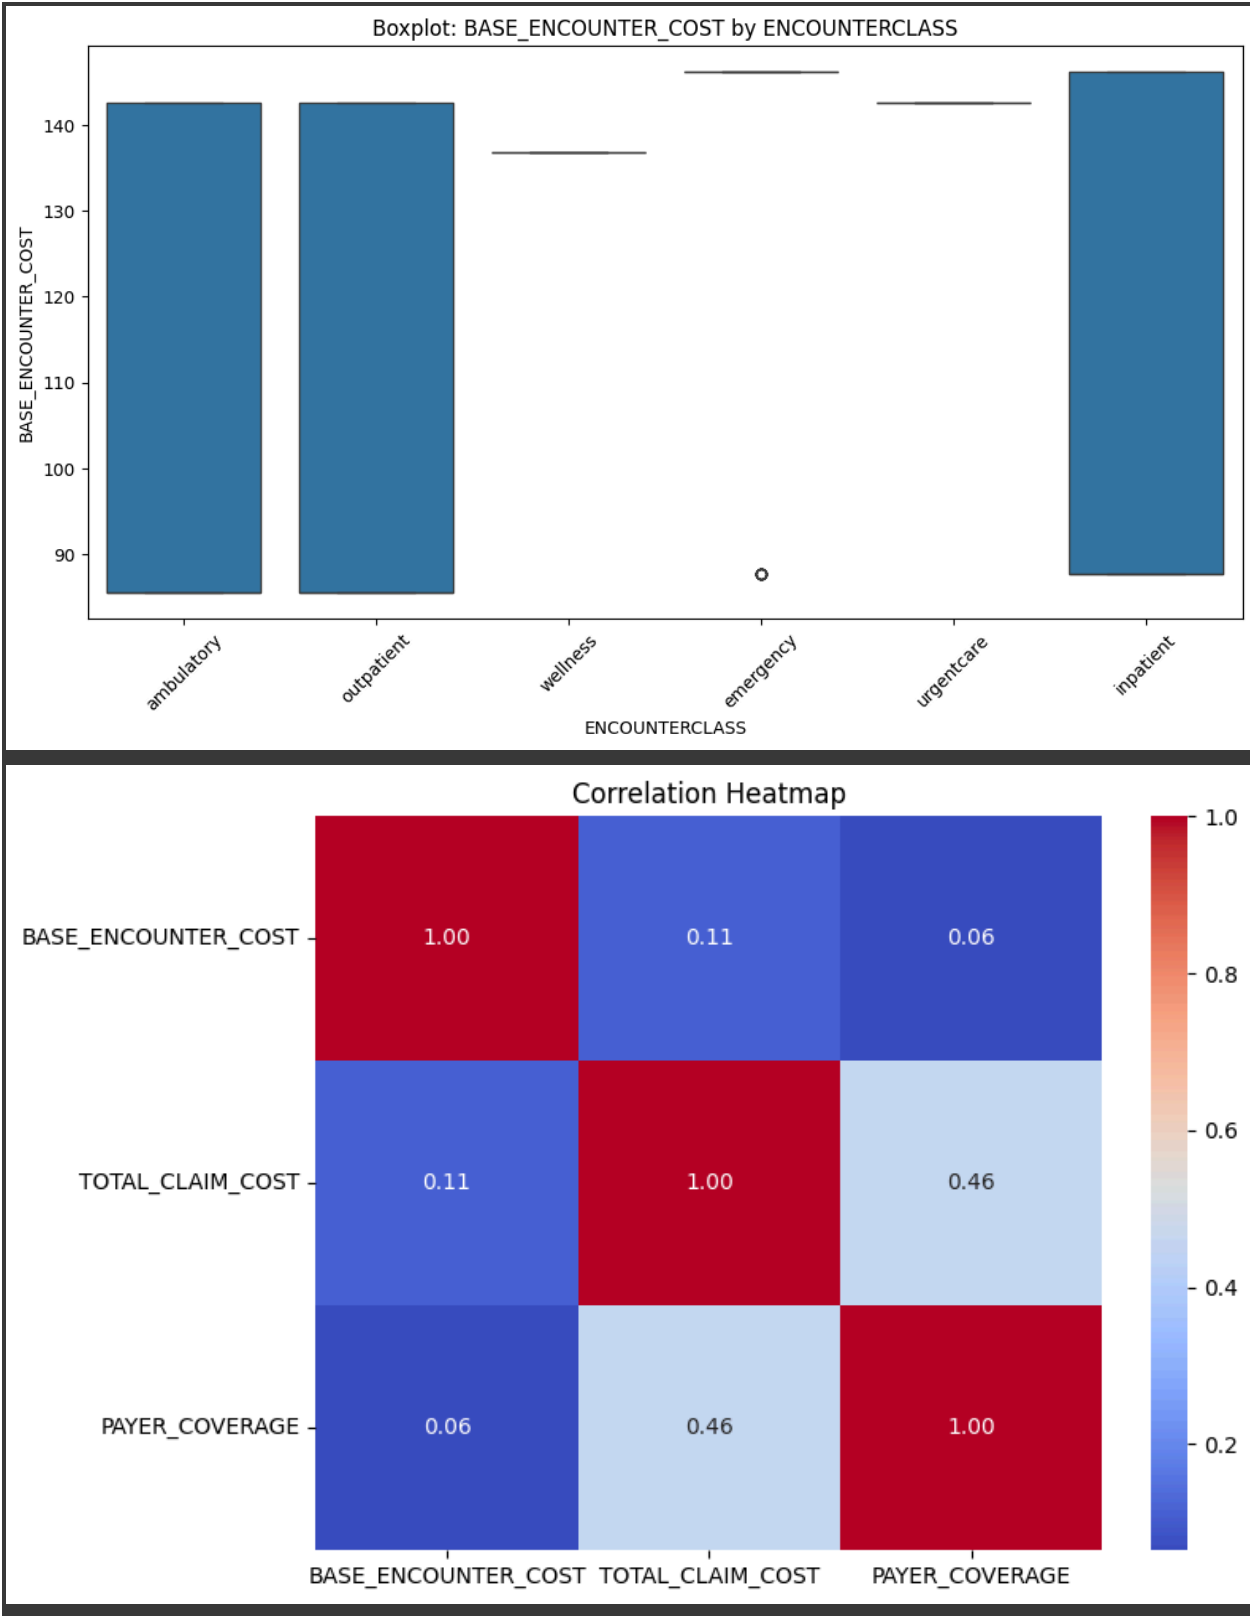 Boxplot: BASE_ENCOUNTER_COST by ENCOUNTERCLASS
BASE_ENCOUNTER_COST
140
130
120
110
100
90
ambulatory
outpatient
wellness
emergency
urgentcare
inpatient
ENCOUNTERCLASS
Correlation Heatmap
BASE_ENCOUNTER_COST
1.00 0.11 0.06
TOTAL_CLAIM_COST
0.11 1.00 0.46
PAYER_COVERAGE
0.06 0.46 1.00
BASE_ENCOUNTER_COST TOTAL_CLAIM_COST PAYER_COVERAGE
1.0
0.8
0.6
0.4
0.2